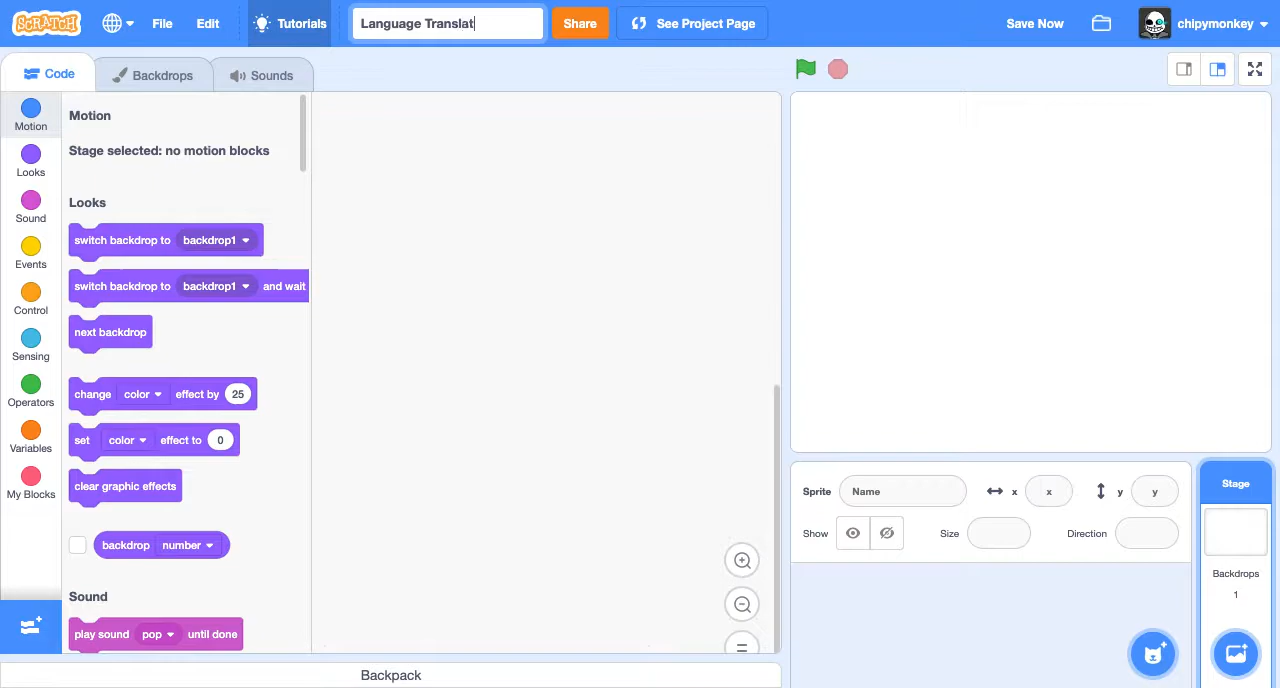 SCRATCH File Edit Tutorials Language Translat Share See Project Page Save Now chipymonkey
Code Backdrops Sounds
Motion
Looks
Sound
Events
Control
Sensing
Operators
Variables
My Blocks
Motion
Stage selected: no motion blocks
Looks
switch backdrop to backdrop1
switch backdrop to backdrop1 and wait
next backdrop
change color effect by 25
set color effect to 0
clear graphic effects
backdrop number
Sound
play sound pop until done
Backpack
Sprite Name x x y y
Show Size Direction
Stage
Backdrops
1